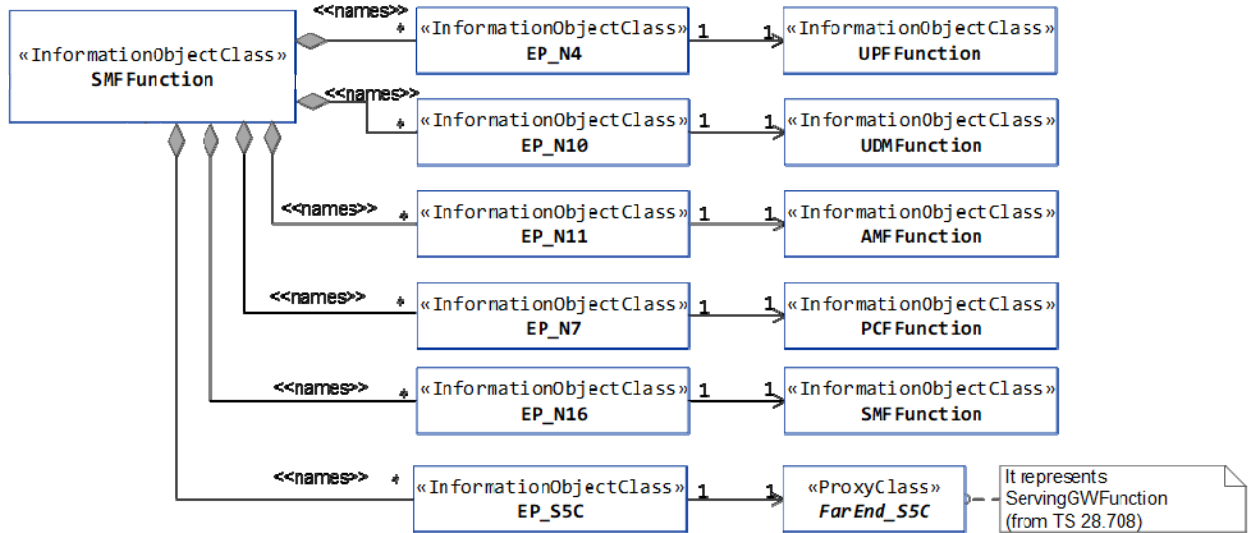 <<names>>
*
«InformationObjectClass»
SMFFunction
«InformationObjectClass»
EP_N4
1
1
«InformationObjectClass»
UPFFunction
<<names>>
*
«InformationObjectClass»
EP_N10
1
1
«InformationObjectClass»
UDMFunction
<<names>>
*
«InformationObjectClass»
EP_N11
1
1
«InformationObjectClass»
AMFFunction
<<names>>
*
«InformationObjectClass»
EP_N7
1
1
«InformationObjectClass»
PCFFunction
<<names>>
*
«InformationObjectClass»
EP_N16
1
1
«InformationObjectClass»
SMFFunction
<<names>>
*
«InformationObjectClass»
EP_S5C
1
1
«ProxyClass»
FarEnd_S5C
It represents
ServingGWFunction
(from TS 28.708)